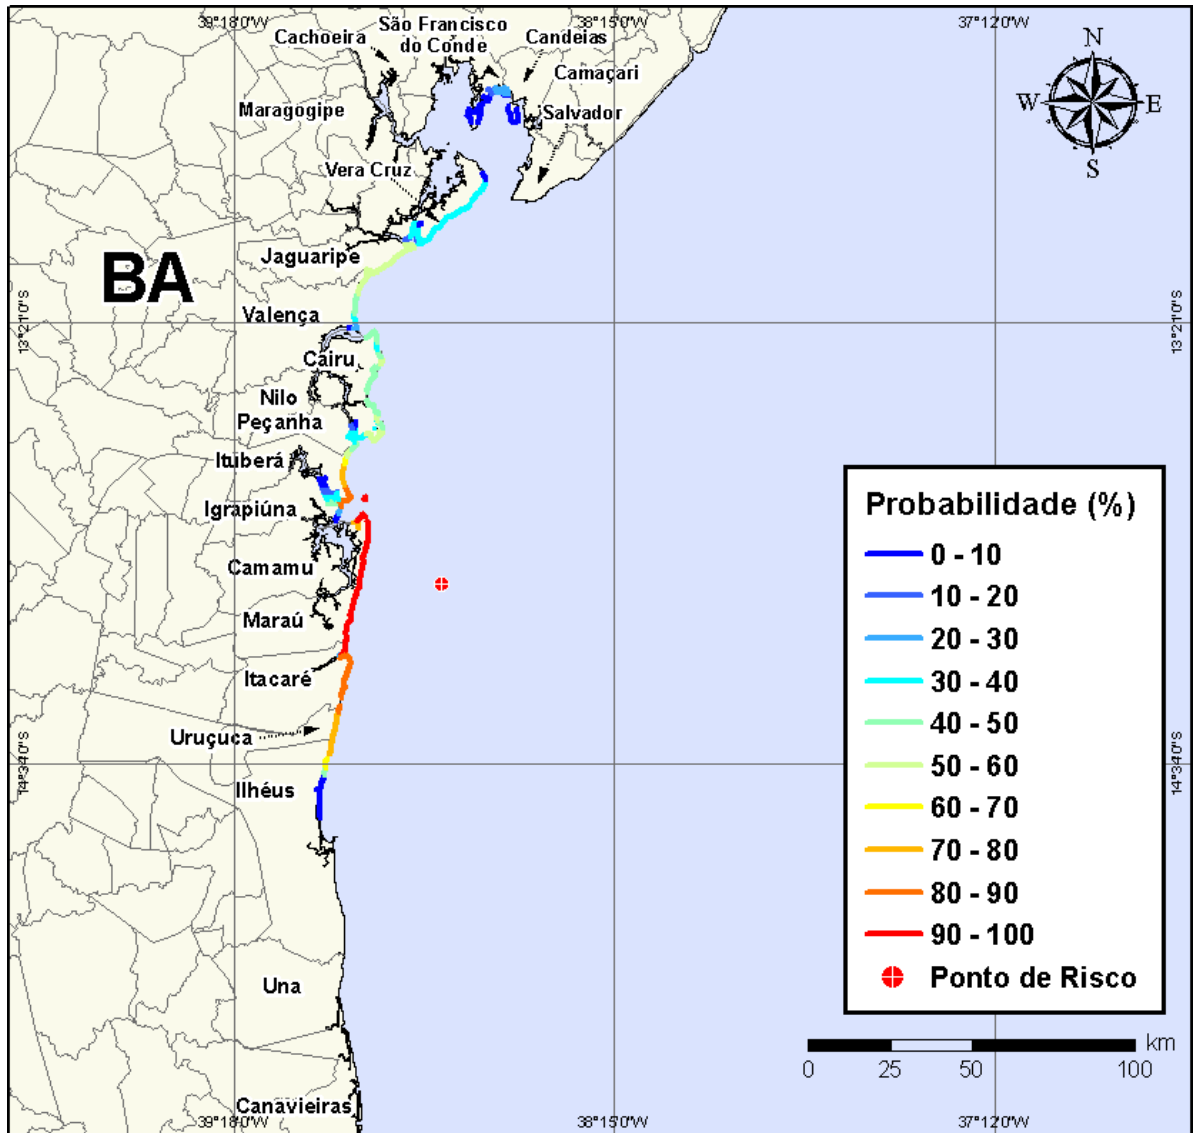 39°18'0"W
38°15'0"W
37°12'0"W
São Francisco
do Conde
Cachoeira
Candeias
Camaçari
Maragogipe
Salvador
Vera Cruz
N
W
E
S
BA
Jaguaripe
Valença
13°21'0"S
13°21'0"S
Cairu
Nilo
Peçanha
Ituberá
Igrapiúna
Camamu
Maraú
Itacaré
Uruçuca
14°34'0"S
14°34'0"S
Ilhéus
Una
Canavieiras
Probabilidade (%)
0 - 10
10 - 20
20 - 30
30 - 40
40 - 50
50 - 60
60 - 70
70 - 80
80 - 90
90 - 100
Ponto de Risco
km
0 25 50 100
39°18'0"W
38°15'0"W
37°12'0"W